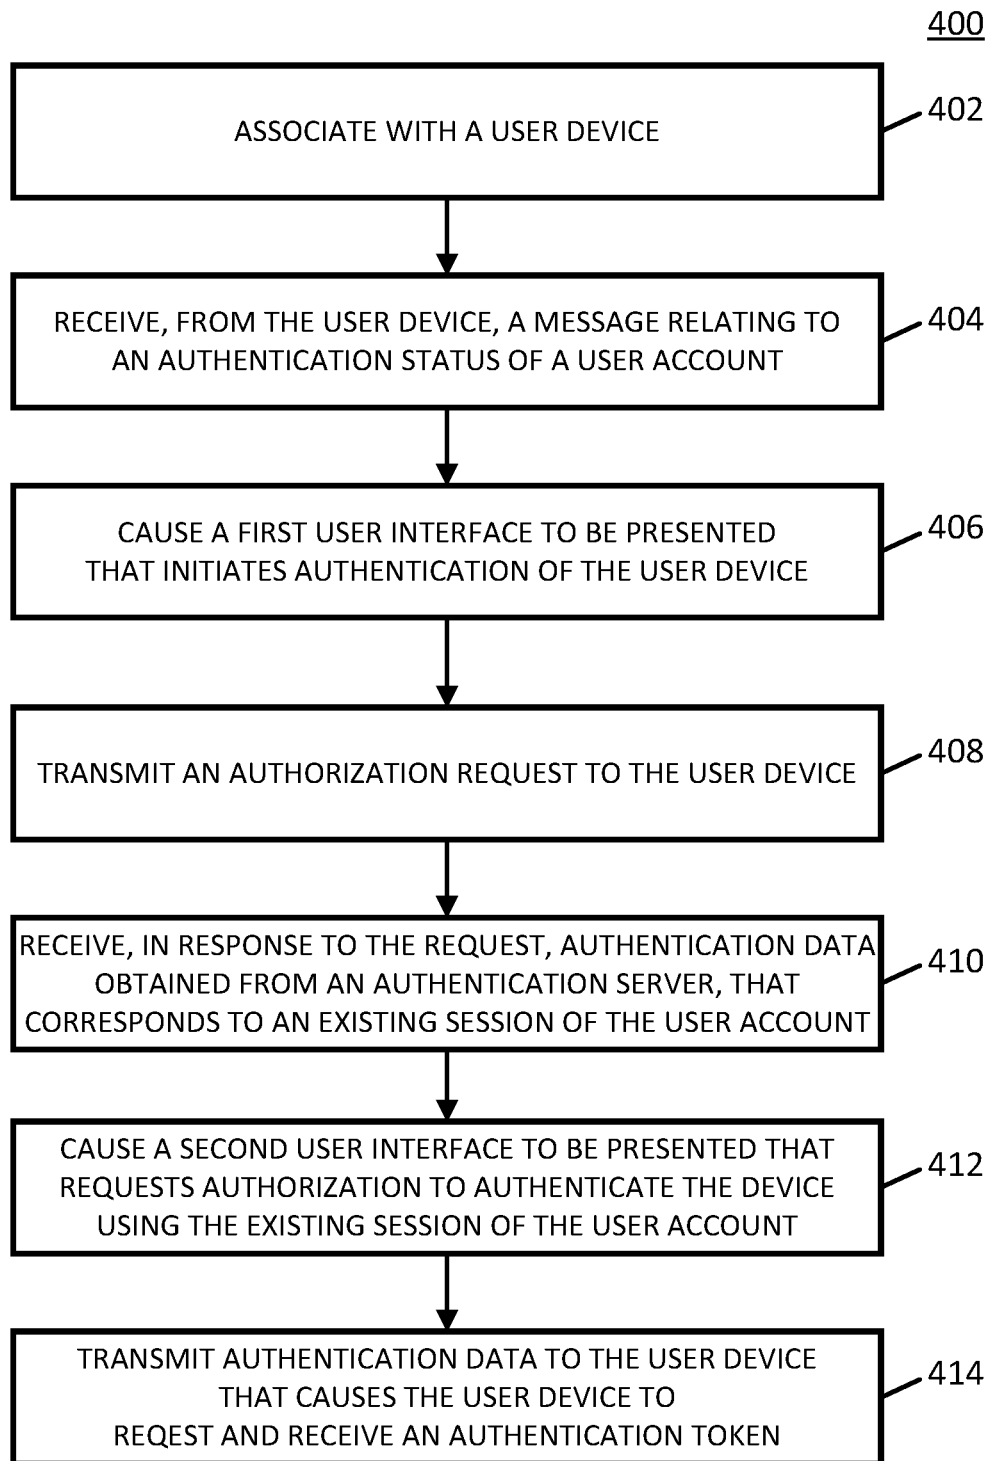 400
ASSOCIATE WITH A USER DEVICE
402
RECEIVE, FROM THE USER DEVICE, A MESSAGE RELATING TO
AN AUTHENTICATION STATUS OF A USER ACCOUNT
404
CAUSE A FIRST USER INTERFACE TO BE PRESENTED
THAT INITIATES AUTHENTICATION OF THE USER DEVICE
406
TRANSMIT AN AUTHORIZATION REQUEST TO THE USER DEVICE
408
RECEIVE, IN RESPONSE TO THE REQUEST, AUTHENTICATION DATA
OBTAINED FROM AN AUTHENTICATION SERVER, THAT
CORRESPONDS TO AN EXISTING SESSION OF THE USER ACCOUNT
410
CAUSE A SECOND USER INTERFACE TO BE PRESENTED THAT
REQUESTS AUTHORIZATION TO AUTHENTICATE THE DEVICE
USING THE EXISTING SESSION OF THE USER ACCOUNT
412
TRANSMIT AUTHENTICATION DATA TO THE USER DEVICE
THAT CAUSES THE USER DEVICE TO
REQEST AND RECEIVE AN AUTHENTICATION TOKEN
414